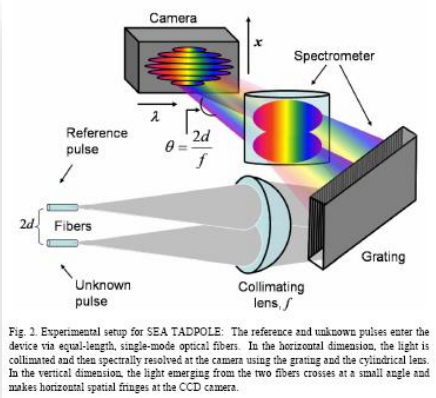 Camera
x
Spectrometer
λ
θ = 2d / f
Reference
pulse
2d
Fibers
Unknown
pulse
Collimating
lens, f
Grating
Fig. 2. Experimental setup for SEA TADPOLE: The reference and unknown pulses enter the
device via equal-length, single-mode optical fibers. In the horizontal dimension, the light is
collimated and then spectrally resolved at the camera using the grating and the cylindrical lens.
In the vertical dimension, the light emerging from the two fibers crosses at a small angle and
makes horizontal spatial fringes at the CCD camera.